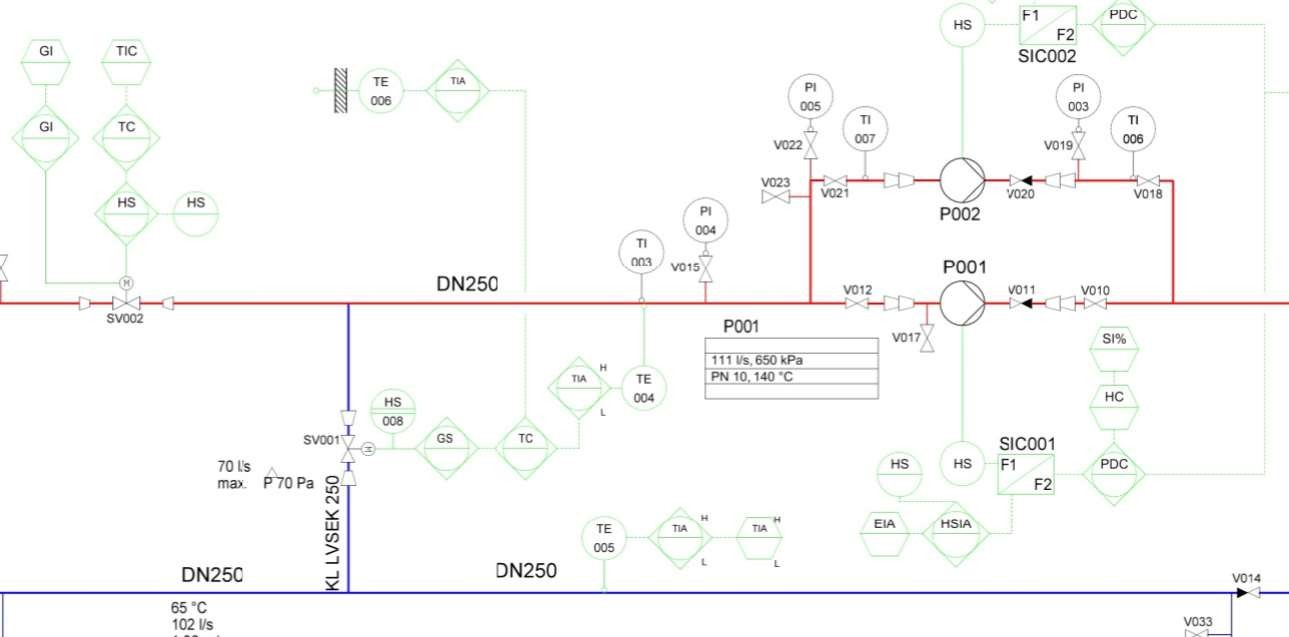 HS
F1
F2
PDC
SIC002
GI
TIC
TE
006
TIA
PI
005
PI
003
TI
007
TI
006
GI
TC
V022
V019
V023
V021
V020
V018
P002
HS
HS
PI
004
TI
003
V015
M
DN250
P001
V012
V011
V010
SV002
P001
V017
111 l/s, 650 kPa
PN 10, 140 °C
SI%
H
TIA
TE
004
L
HC
HS
008
SV001
M
GS
TC
SIC001
F1
F2
HS
HS
PDC
70 l/s
max. P 70 Pa
KL LVSEK 250
TE
005
TIA
H
L
TIA
H
L
EIA
HSIA
DN250
DN250
V014
65 °C
102 l/s
V033